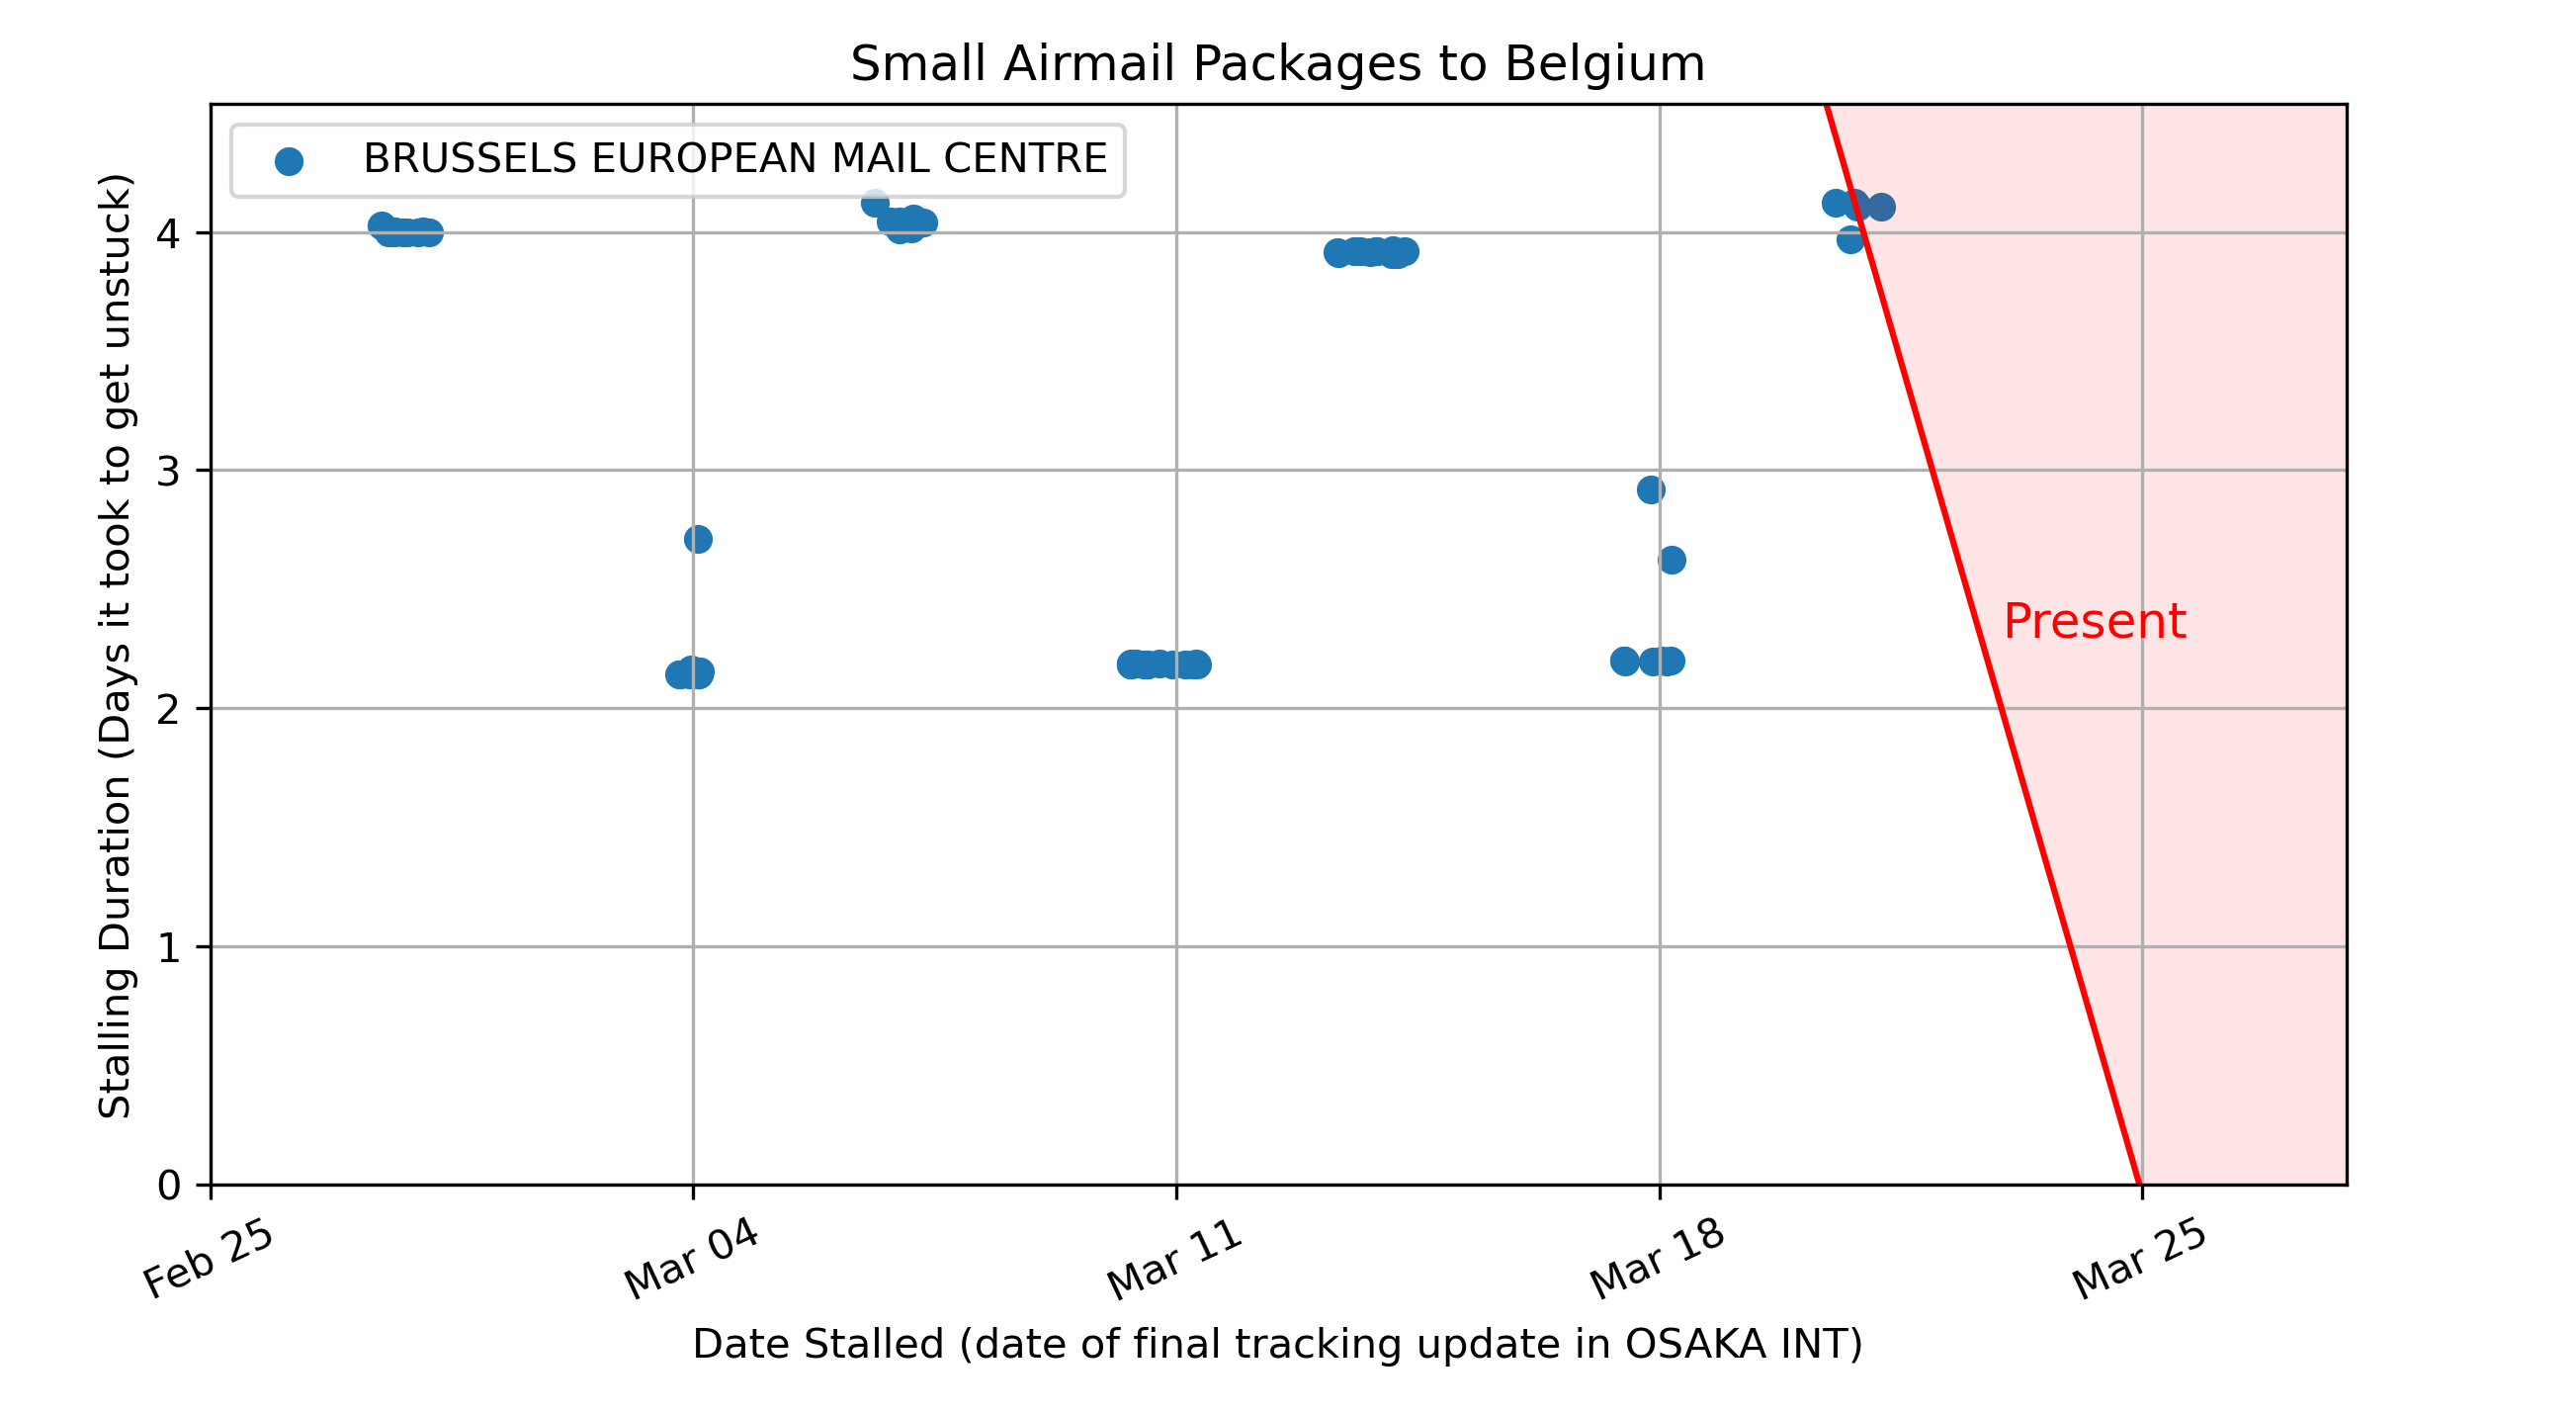 Small Airmail Packages to Belgium
BRUSSELS EUROPEAN MAIL CENTRE
Stalling Duration (Days it took to get unstuck)
4
3
2
1
0
Present
Feb 25
Mar 04
Mar 11
Mar 18
Mar 25
Date Stalled (date of final tracking update in OSAKA INT)